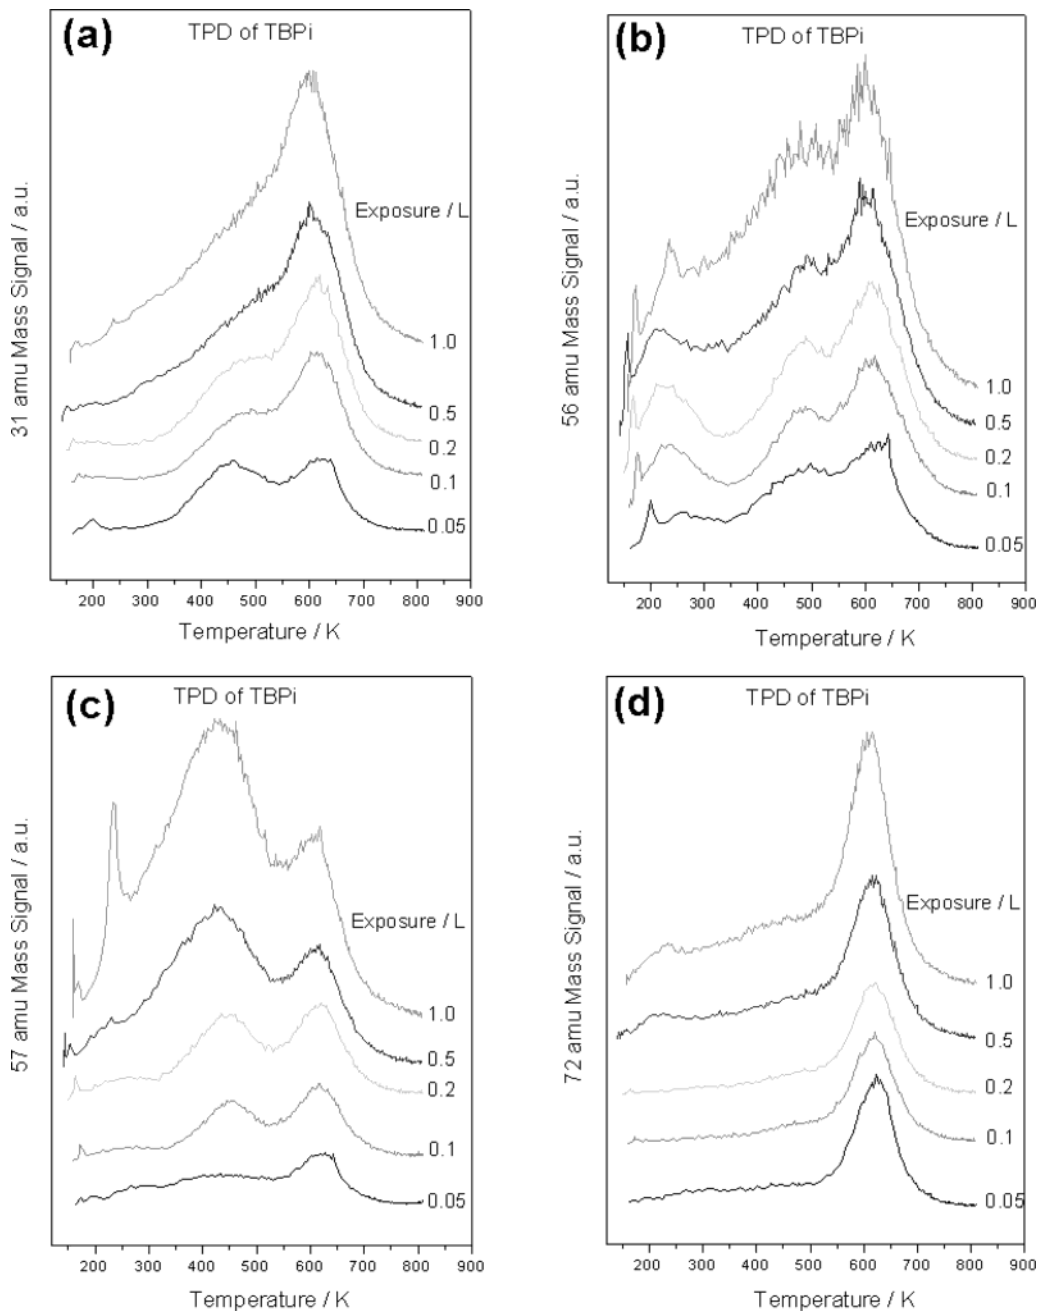 (a)
TPD of TBPi
31 amu Mass Signal / a.u.
Exposure / L
1.0
0.5
0.2
0.1
0.05
200 300 400 500 600 700 800 900
Temperature / K
(b)
TPD of TBPi
56 amu Mass Signal / a.u.
Exposure / L
1.0
0.5
0.2
0.1
0.05
200 300 400 500 600 700 800 900
Temperature / K
(c)
TPD of TBPi
57 amu Mass Signal / a.u.
Exposure / L
1.0
0.5
0.2
0.1
0.05
200 300 400 500 600 700 800 900
Temperature / K
(d)
TPD of TBPi
72 amu Mass Signal / a.u.
Exposure / L
1.0
0.5
0.2
0.1
0.05
200 300 400 500 600 700 800 900
Temperature / K